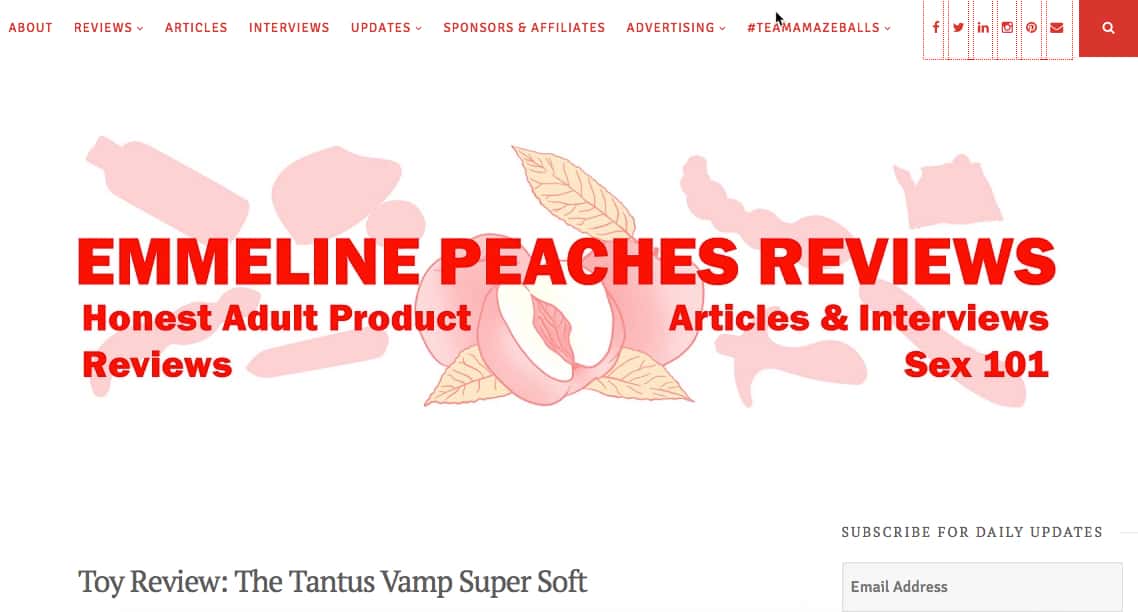 ABOUT REVIEWS ARTICLES INTERVIEWS UPDATES SPONSORS & AFFILIATES ADVERTISING #TEAMAMAZEBALLS
EMMELINE PEACHES REVIEWS
Honest Adult Product Articles & Interviews
Reviews Sex 101
SUBSCRIBE FOR DAILY UPDATES
Toy Review: The Tantus Vamp Super Soft
Email Address